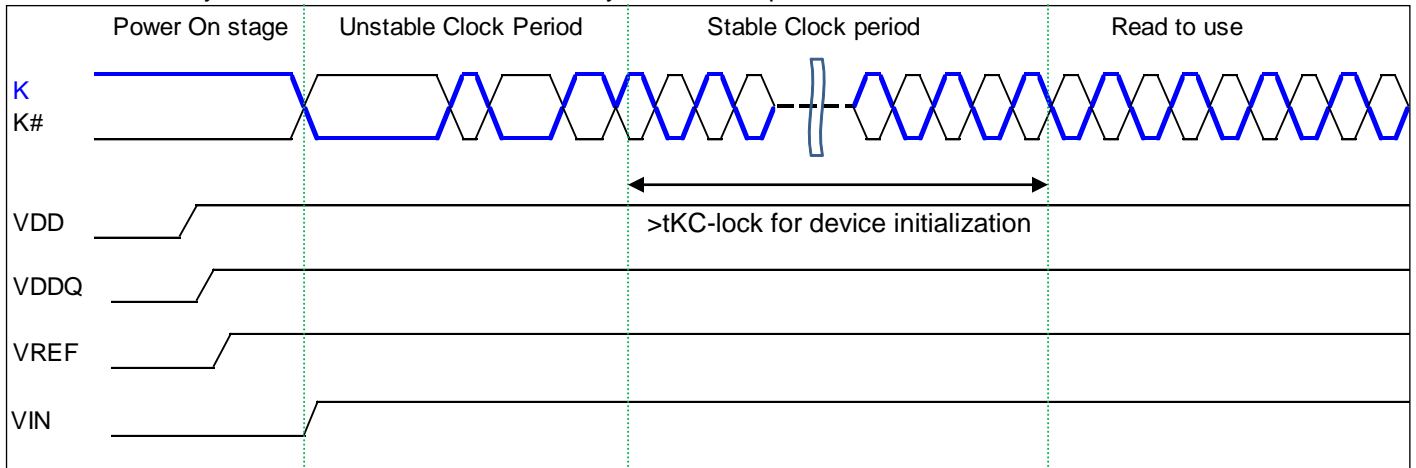 Power On stage Unstable Clock Period Stable Clock period Read to use
K
K#
>tKC-lock for device initialization
VDD
VDDQ
VREF
VIN